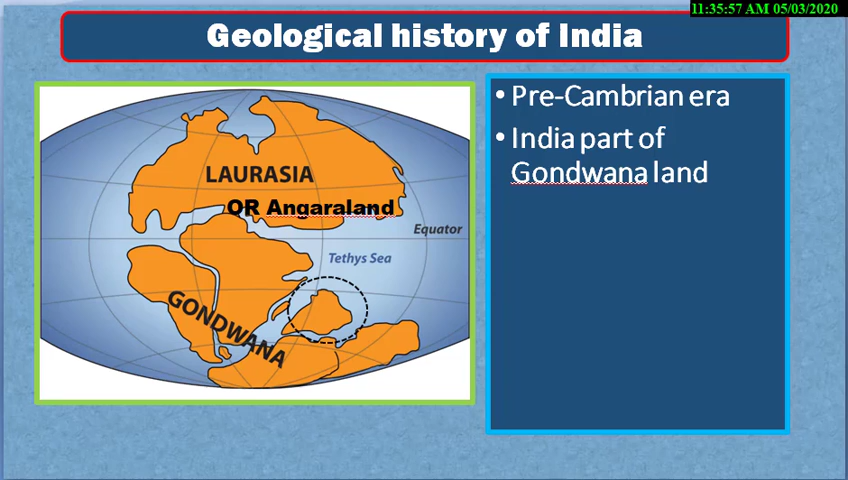 11:35:57 AM 05/03/2020
Geological history of India
LAURASIA
OR Angaraland
Equator
Tethys Sea
GONDWANA
• Pre-Cambrian era
• India part of
Gondwana land